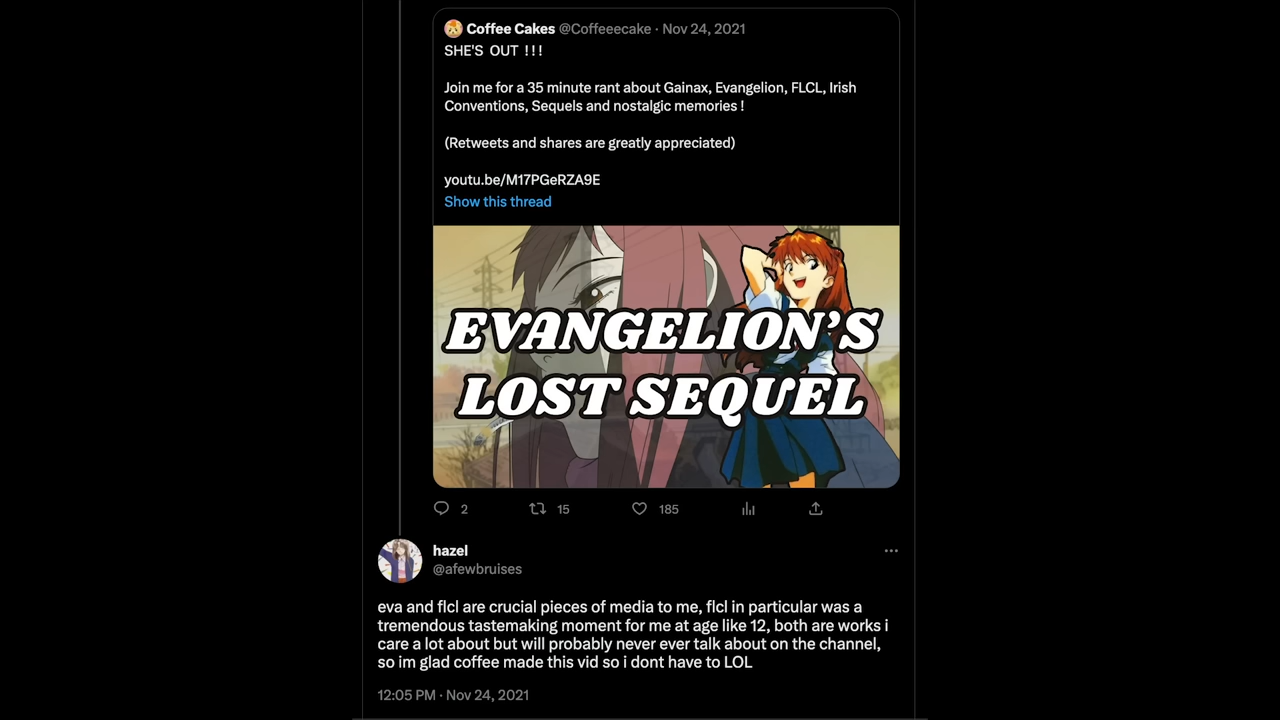 Coffee Cakes @Coffeeecake · Nov 24, 2021
SHE'S OUT !!!
Join me for a 35 minute rant about Gainax, Evangelion, FLCL, Irish
Conventions, Sequels and nostalgic memories !
(Retweets and shares are greatly appreciated)
youtu.be/M17PGeRZA9E
Show this thread
EVANGELION'S
LOST SEQUEL
2 15 185
hazel
@afewbruises
eva and flcl are crucial pieces of media to me, flcl in particular was a
tremendous tastemaking moment for me at age like 12, both are works i
care a lot about but will probably never ever talk about on the channel,
so im glad coffee made this vid so i dont have to LOL
12:05 PM · Nov 24, 2021